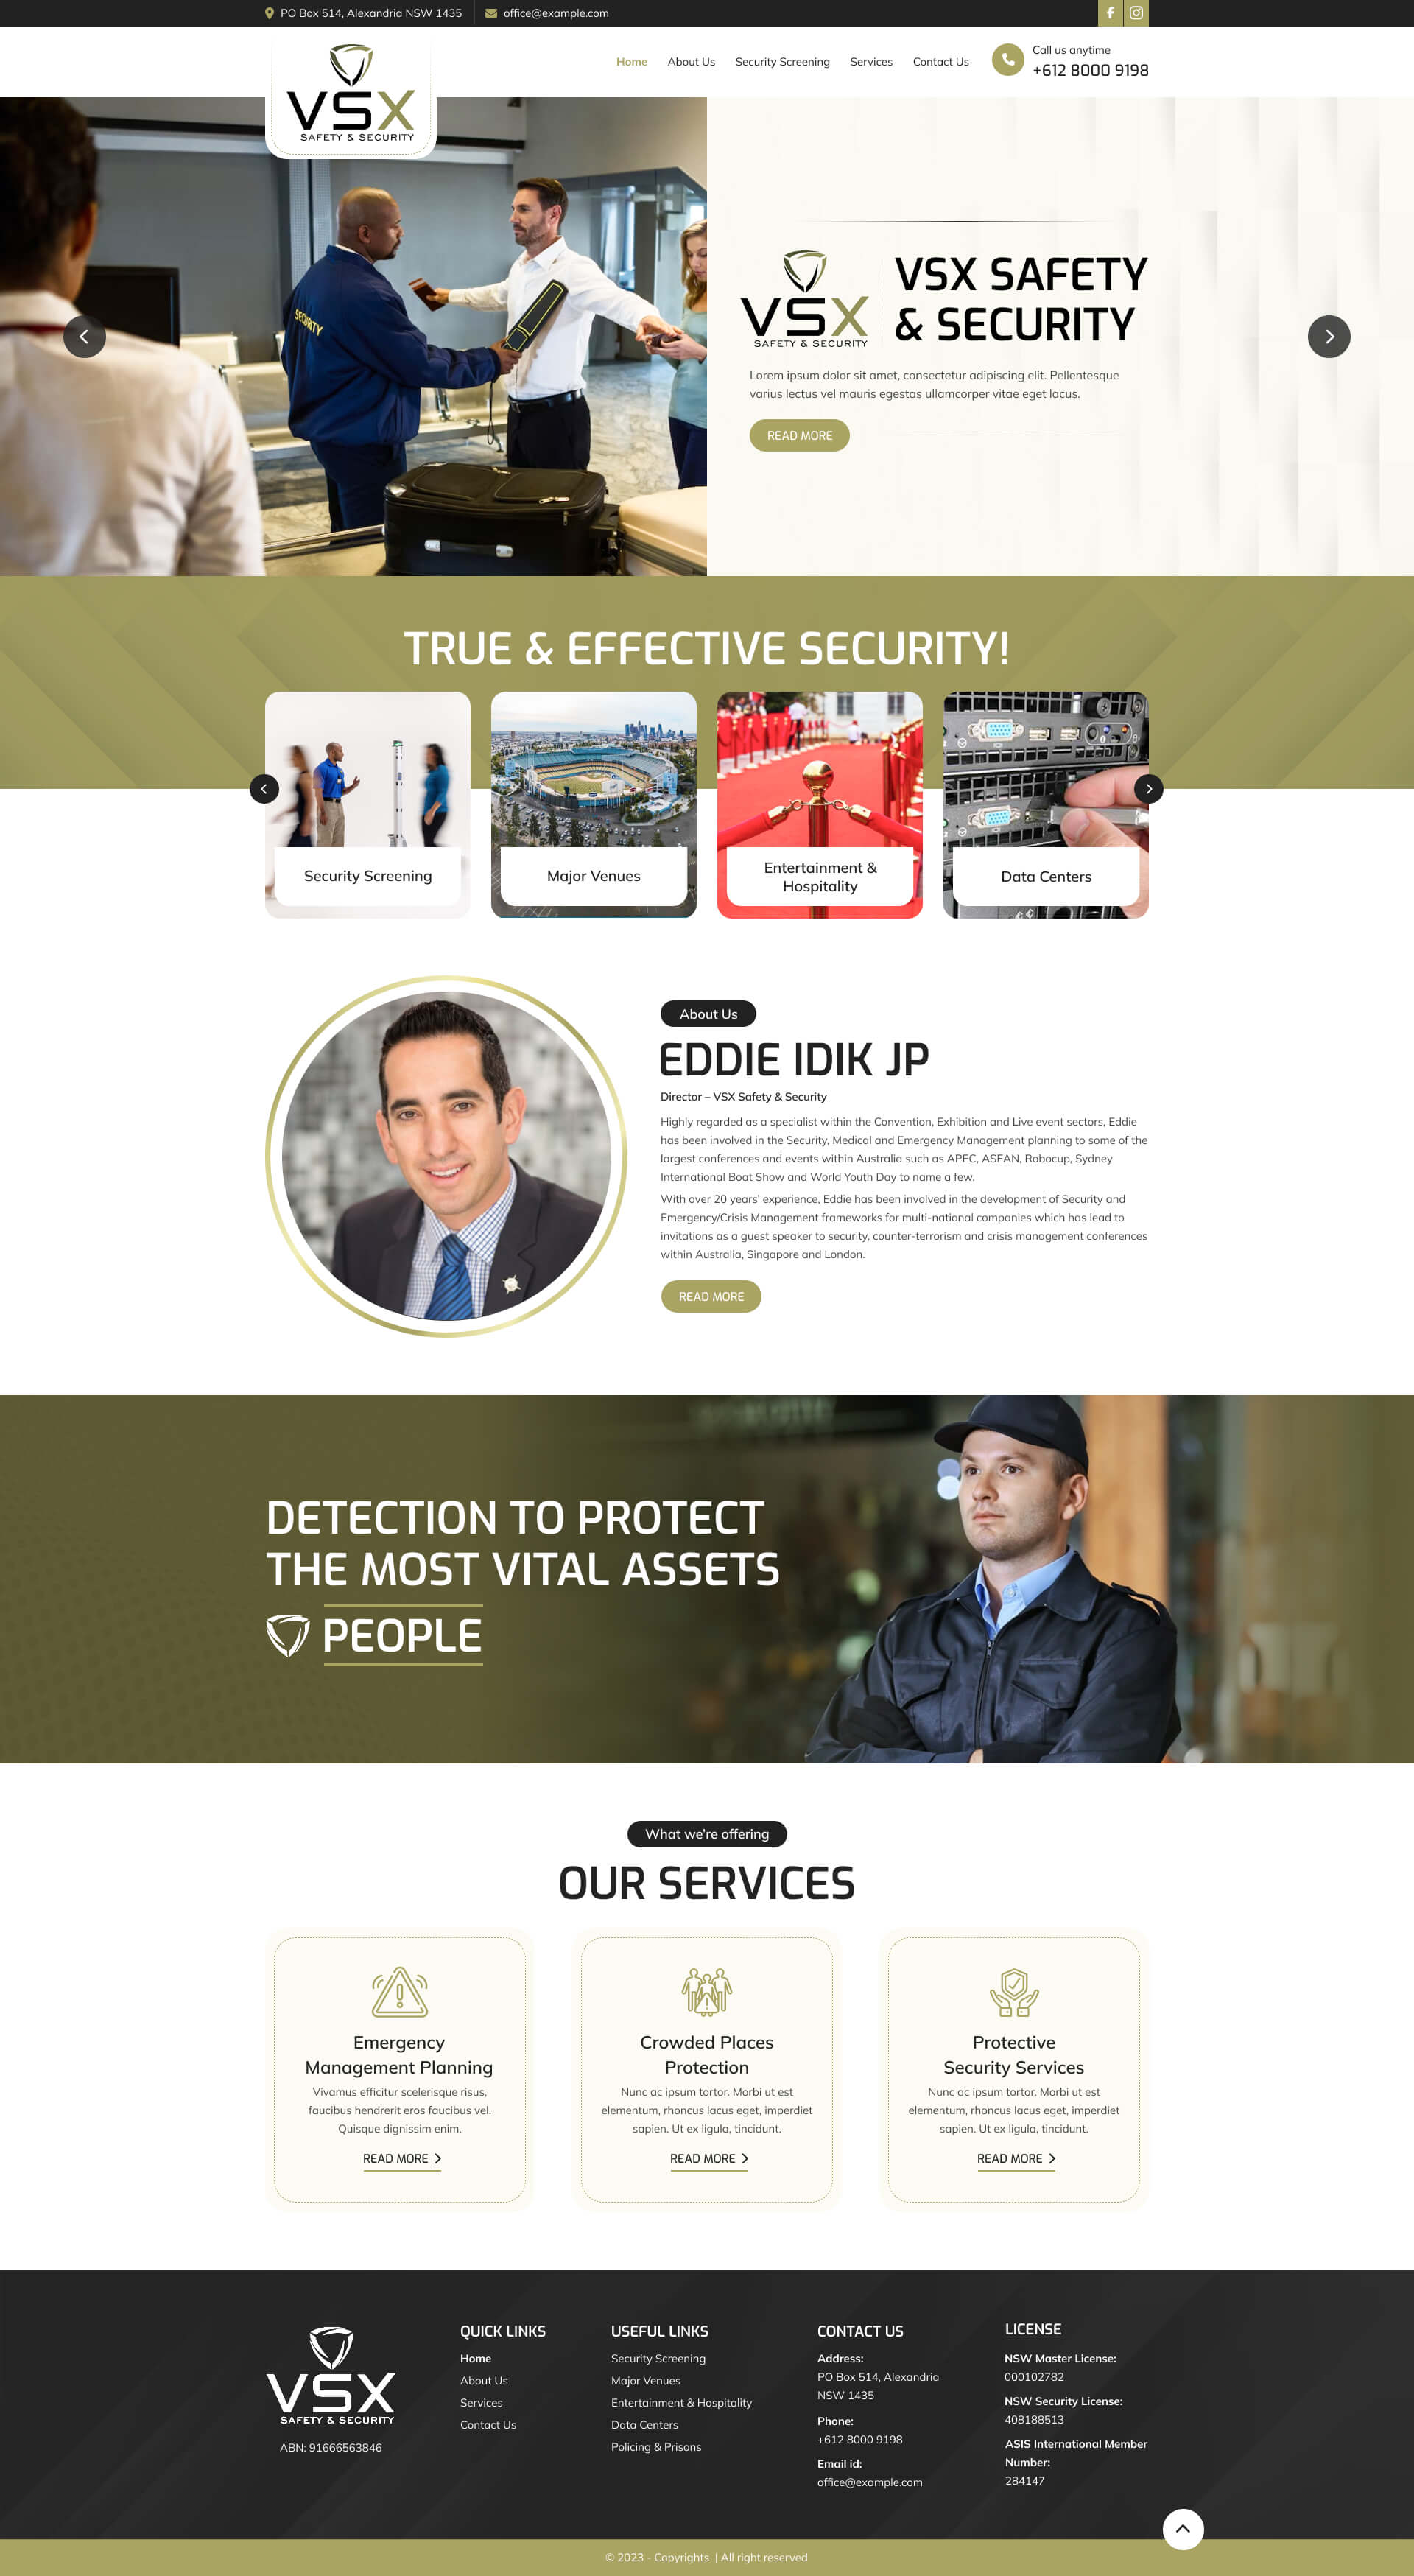 PO Box 514, Alexandria NSW 1435
office@example.com
VSX
SAFETY & SECURITY
Home
About Us
Security Screening
Services
Contact Us
Call us anytime
+612 8000 9198
SECURITY
VSX
SAFETY & SECURITY
VSX SAFETY
& SECURITY
Lorem ipsum dolor sit amet, consectetur adipiscing elit. Pellentesque
varius lectus vel mauris egestas ullamcorper vitae eget lacus.
READ MORE
TRUE & EFFECTIVE SECURITY!
Security Screening
Major Venues
Entertainment &
Hospitality
Data Centers
About Us
EDDIE IDIK JP
Director – VSX Safety & Security
Highly regarded as a specialist within the Convention, Exhibition and Live event sectors, Eddie
has been involved in the Security, Medical and Emergency Management planning to some of the
largest conferences and events within Australia such as APEC, ASEAN, Robocup, Sydney
International Boat Show and World Youth Day to name a few.
With over 20 years’ experience, Eddie has been involved in the development of Security and
Emergency/Crisis Management frameworks for multi-national companies which has lead to
invitations as a guest speaker to security, counter-terrorism and crisis management conferences
within Australia, Singapore and London.
READ MORE
DETECTION TO PROTECT
THE MOST VITAL ASSETS
PEOPLE
What we’re offering
OUR SERVICES
Emergency
Management Planning
Vivamus efficitur scelerisque risus,
faucibus hendrerit eros faucibus vel.
Quisque dignissim enim.
READ MORE
Crowded Places
Protection
Nunc ac ipsum tortor. Morbi ut est
elementum, rhoncus lacus eget, imperdiet
sapien. Ut ex ligula, tincidunt.
READ MORE
Protective
Security Services
Nunc ac ipsum tortor. Morbi ut est
elementum, rhoncus lacus eget, imperdiet
sapien. Ut ex ligula, tincidunt.
READ MORE
VSX
SAFETY & SECURITY
ABN: 91666563846
QUICK LINKS
Home
About Us
Services
Contact Us
USEFUL LINKS
Security Screening
Major Venues
Entertainment & Hospitality
Data Centers
Policing & Prisons
CONTACT US
Address:
PO Box 514, Alexandria
NSW 1435
Phone:
+612 8000 9198
Email id:
office@example.com
LICENSE
NSW Master License:
000102782
NSW Security License:
408188513
ASIS International Member
Number:
284147
© 2023 - Copyrights | All right reserved